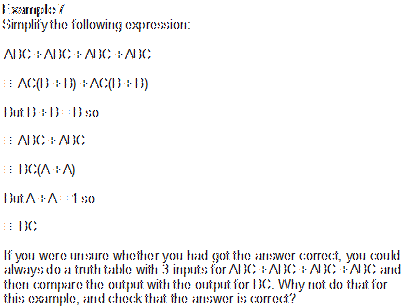 Example 7
Simplify the following expression:
ABC + ABC + ABC + ABC
= AC(B + B) + AC(B + B)
But B + B = B so
= ABC + ABC
= BC(A + A)
But A + A = 1 so
= BC
If you were unsure whether you had got the answer correct, you could
always do a truth table with 3 inputs for ABC + ABC + ABC + ABC and
then compare the output with the output for BC. Why not do that for
this example, and check that the answer is correct?